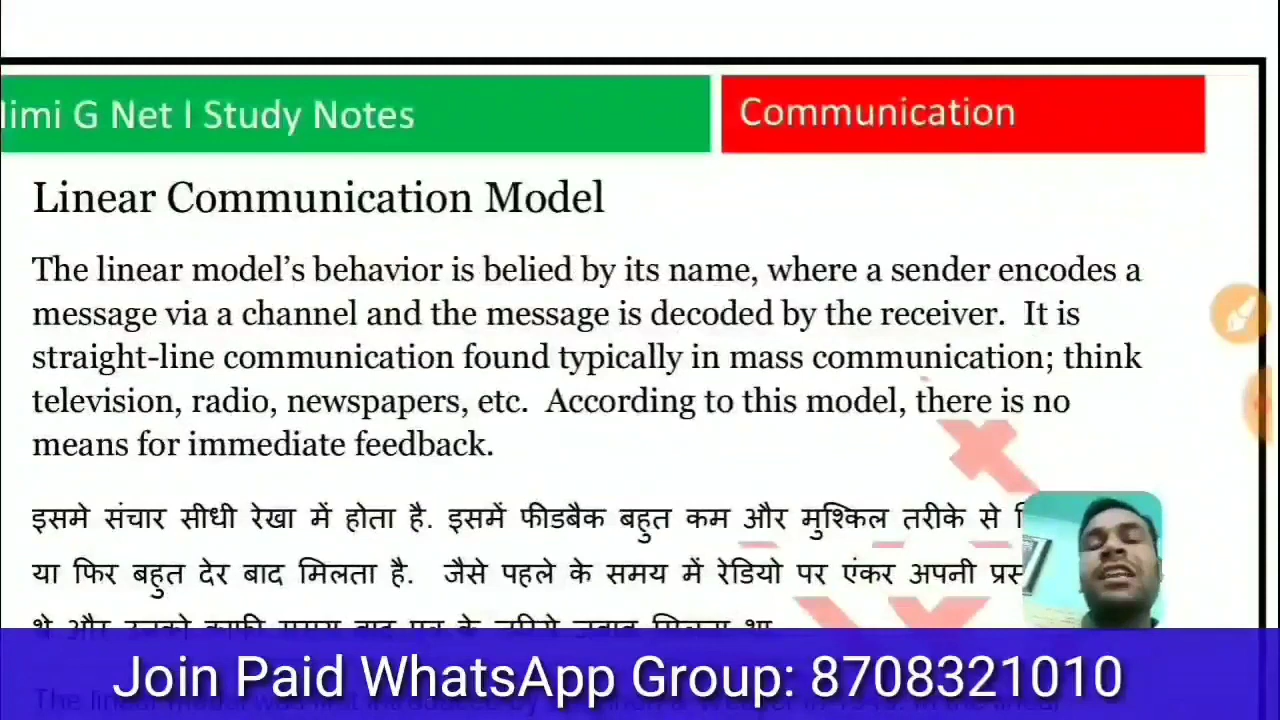 imi G Net I Study Notes
Communication
Linear Communication Model
The linear model’s behavior is belied by its name, where a sender encodes a
message via a channel and the message is decoded by the receiver. It is
straight-line communication found typically in mass communication; think
television, radio, newspapers, etc. According to this model, there is no
means for immediate feedback.
इसमे संचार सीधी रेखा में होता है. इसमें फीडबैक बहुत कम और मुश्किल तरीके से
या फिर बहुत देर बाद मिलता है. जैसे पहले के समय में रेडियो पर एंकर अपनी
Join Paid WhatsApp Group: 8708321010